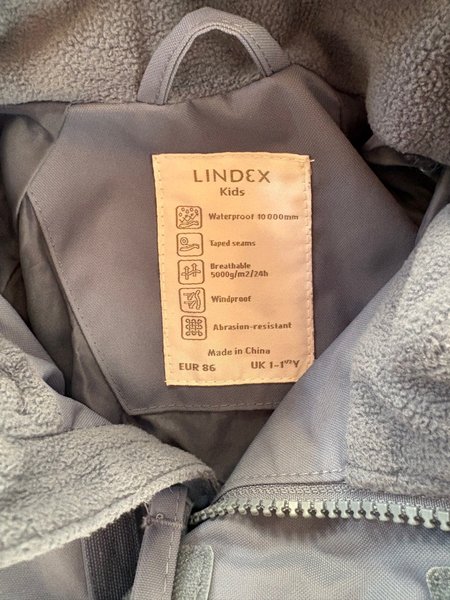 LINDEX
Kids
Waterproof 10 000mm
Taped seams
Breathable
5000g/m2/24h
Windproof
Abrasion-resistant
Made in China
EUR 86 UK 1-1½Y